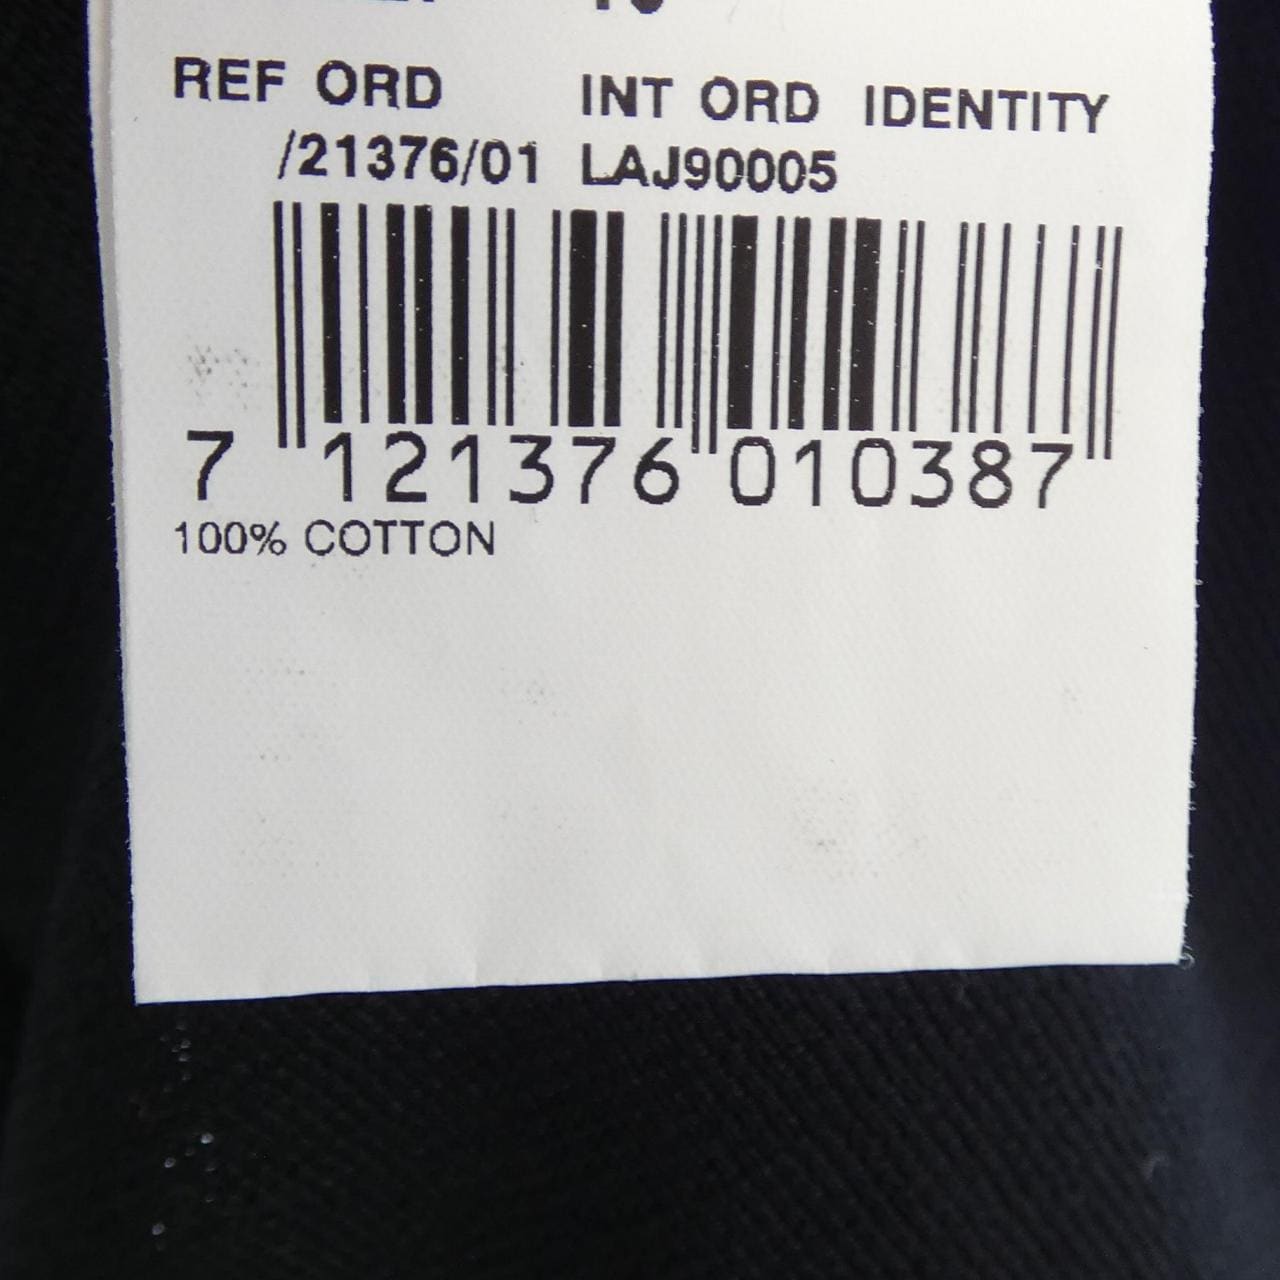 REF ORD INT ORD IDENTITY
/21376/01 LAJ90005
7 121376 010387
100% COTTON